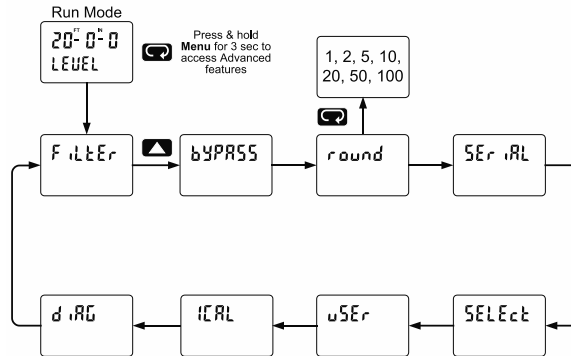 Run Mode
20 FT - 0 IN - 0
LEVEL
Press & hold
Menu for 3 sec to
access Advanced
features
1, 2, 5, 10,
20, 50, 100
FiLtEr
bYPASS
round
SEriAL
diAG
ICAL
uSEr
SELEct